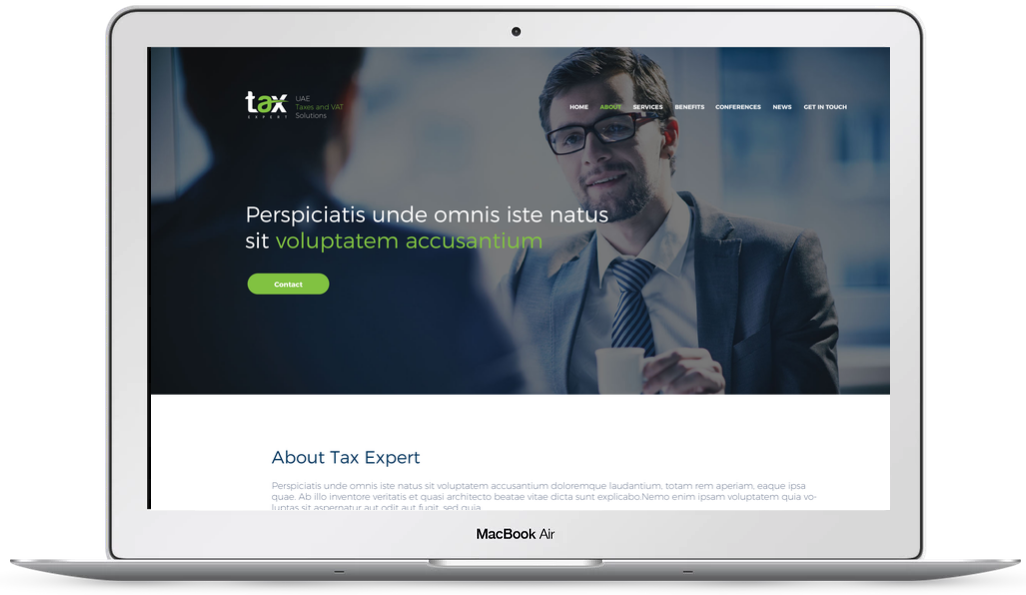 tax
EXPERT
UAE
Taxes and VAT
Solutions
HOME ABOUT SERVICES BENEFITS CONFERENCES NEWS GET IN TOUCH
Perspiciatis unde omnis iste natus
sit voluptatem accusantium
Contact
About Tax Expert
Perspiciatis unde omnis iste natus sit voluptatem accusantium doloremque laudantium, totam rem aperiam, eaque ipsa
quae. Ab illo inventore veritatis et quasi architecto beatae vitae dicta sunt explicabo.Nemo enim ipsam voluptatem quia vo-
luptas sit aspernatur aut odit aut fugit, sed quia
MacBook Air